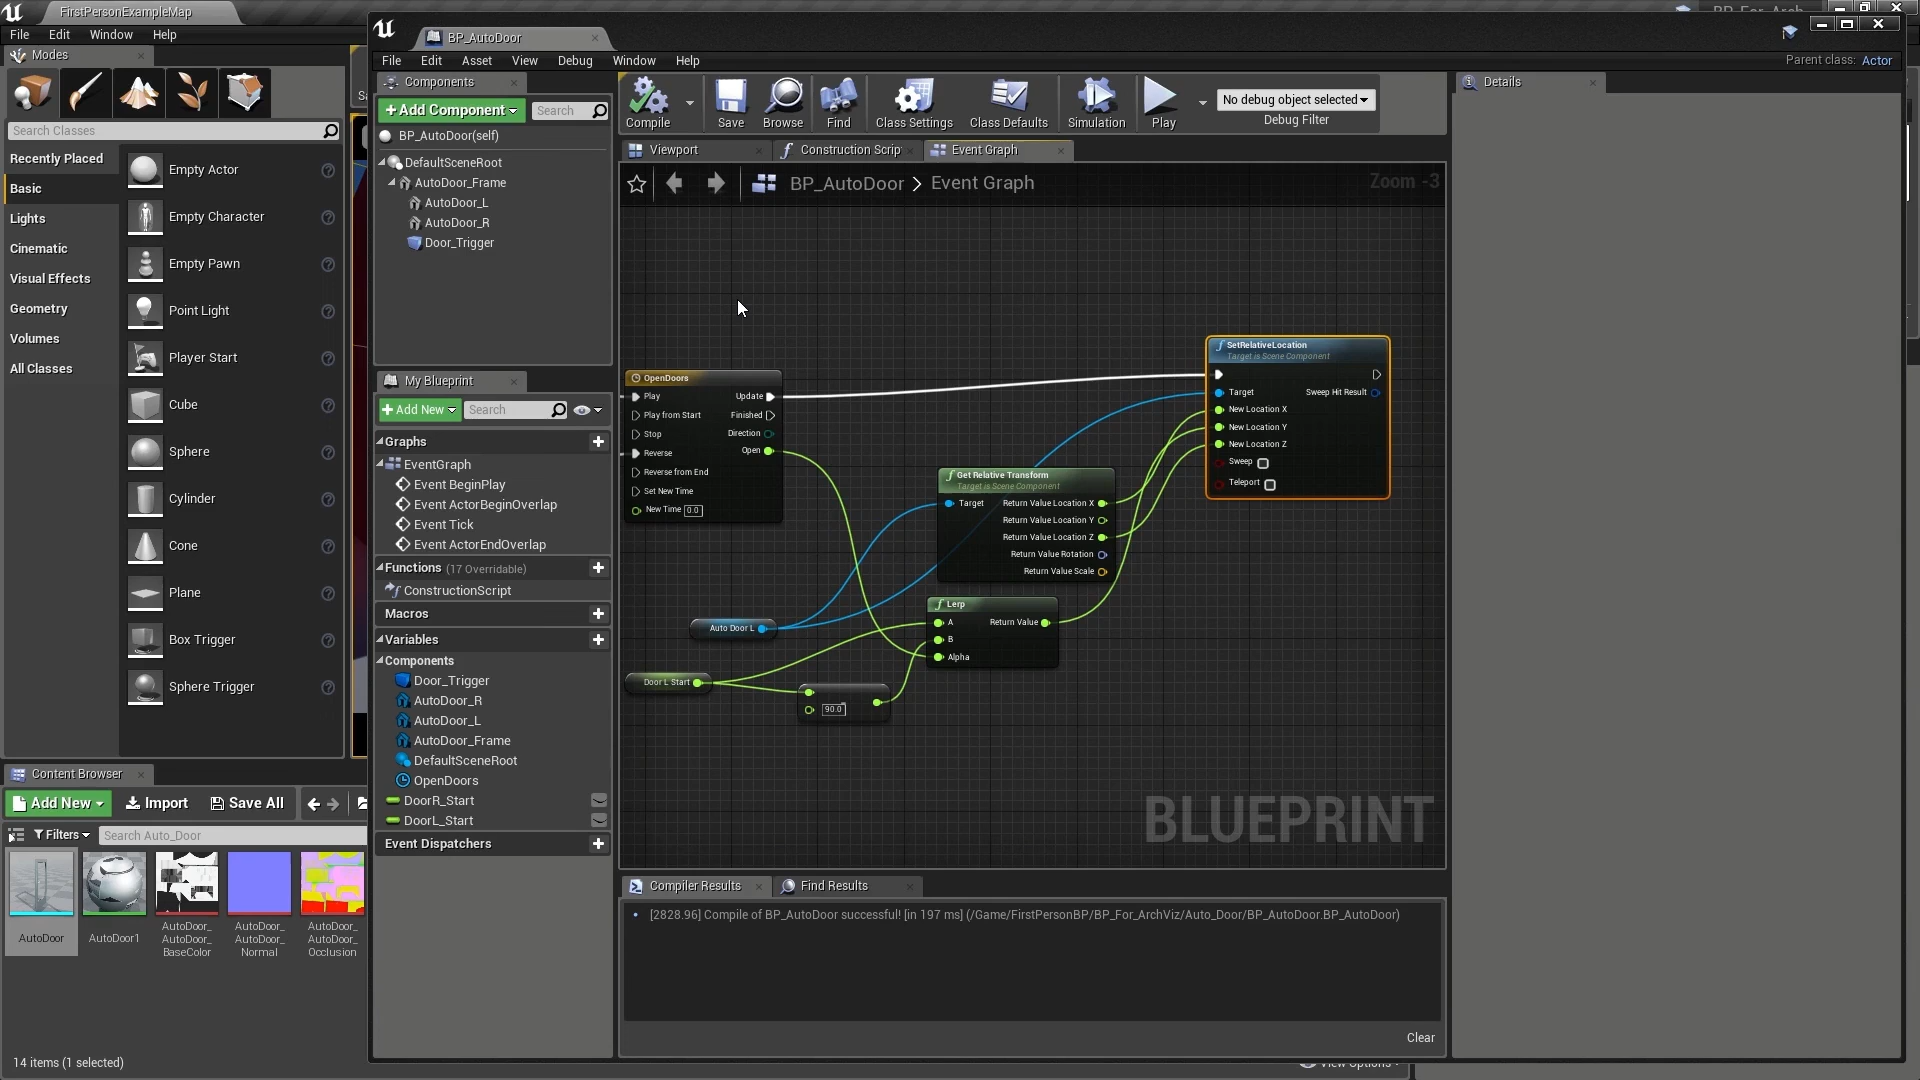 FirstPersonExampleMap
File Edit Window Help
Modes
Search Classes
Recently Placed
Basic
Lights
Cinematic
Visual Effects
Geometry
Volumes
All Classes
Empty Actor
Empty Character
Empty Pawn
Point Light
Player Start
Cube
Sphere
Cylinder
Cone
Plane
Box Trigger
Sphere Trigger
Content Browser
Add New Import Save All
Filters Search Auto_Door
AutoDoor
AutoDoor1
AutoDoor_
AutoDoor_
BaseColor
AutoDoor_
AutoDoor_
Normal
AutoDoor_
AutoDoor_
Occlusion
14 items (1 selected)
BP_AutoDoor
File Edit Asset View Debug Window Help
Parent class: Actor
Components
+ Add Component Search
BP_AutoDoor(self)
DefaultSceneRoot
AutoDoor_Frame
AutoDoor_L
AutoDoor_R
Door_Trigger
My Blueprint
+ Add New Search
Graphs
EventGraph
Event BeginPlay
Event ActorBeginOverlap
Event Tick
Event ActorEndOverlap
Functions (17 Overridable)
ConstructionScript
Macros
Variables
Components
Door_Trigger
AutoDoor_R
AutoDoor_L
AutoDoor_Frame
DefaultSceneRoot
OpenDoors
DoorR_Start
DoorL_Start
Event Dispatchers
Compile Save Browse Find Class Settings Class Defaults Simulation Play
No debug object selected
Debug Filter
Viewport Construction Scrip Event Graph
BP_AutoDoor > Event Graph
Zoom -3
OpenDoors
Play Update
Play from Start Finished
Stop Direction
Reverse Open
Reverse from End
Set New Time
New Time 0.0
Auto Door L
Door L Start
90.0
Get Relative Transform
Target is Scene Component
Target Return Value Location X
Return Value Location Y
Return Value Location Z
Return Value Rotation
Return Value Scale
Lerp
A Return Value
B
Alpha
SetRelativeLocation
Target is Scene Component
Target Sweep Hit Result
New Location X
New Location Y
New Location Z
Sweep
Teleport
BLUEPRINT
Compiler Results Find Results
[2828.96] Compile of BP_AutoDoor successful! [in 197 ms] (/Game/FirstPersonBP/BP_For_ArchViz/Auto_Door/BP_AutoDoor.BP_AutoDoor)
Clear
Details